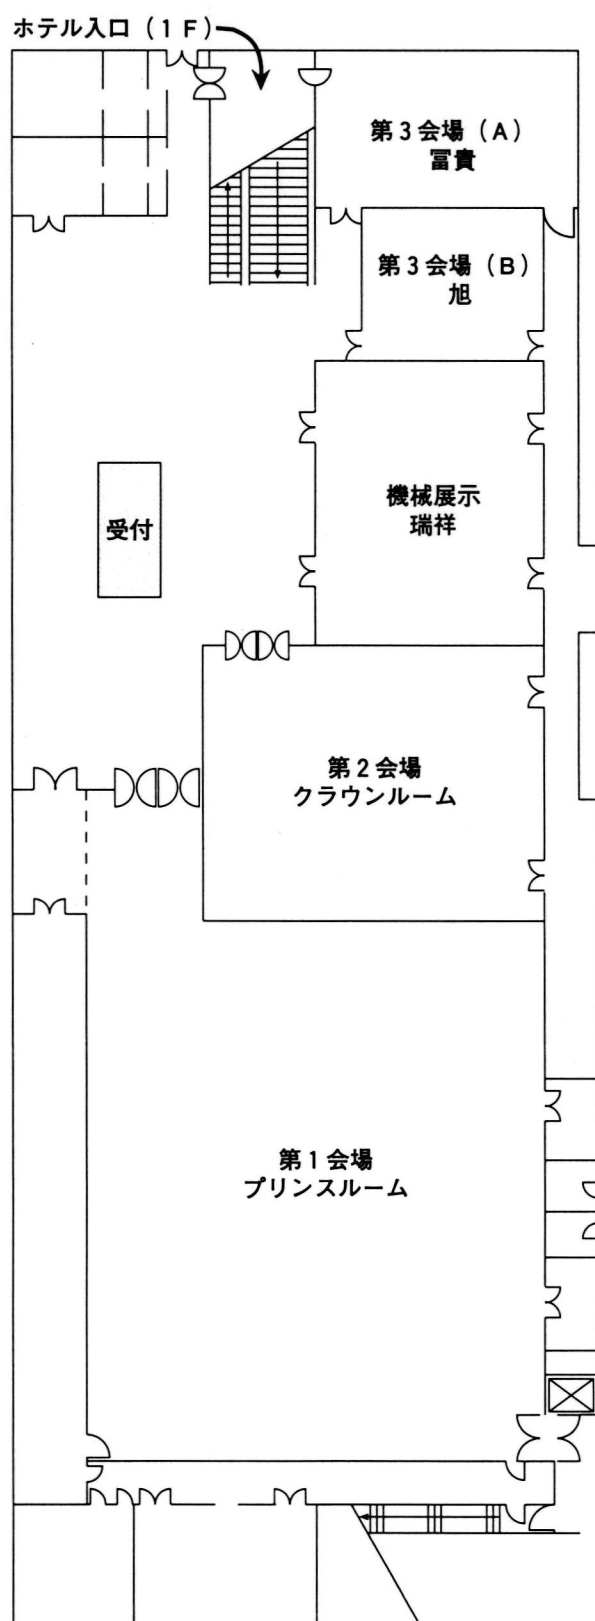 ホテル入口（１Ｆ）
第３会場（Ａ）
冨貴
第３会場（Ｂ）
旭
機械展示
瑞祥
受付
第２会場
クラウンルーム
第１会場
プリンスルーム